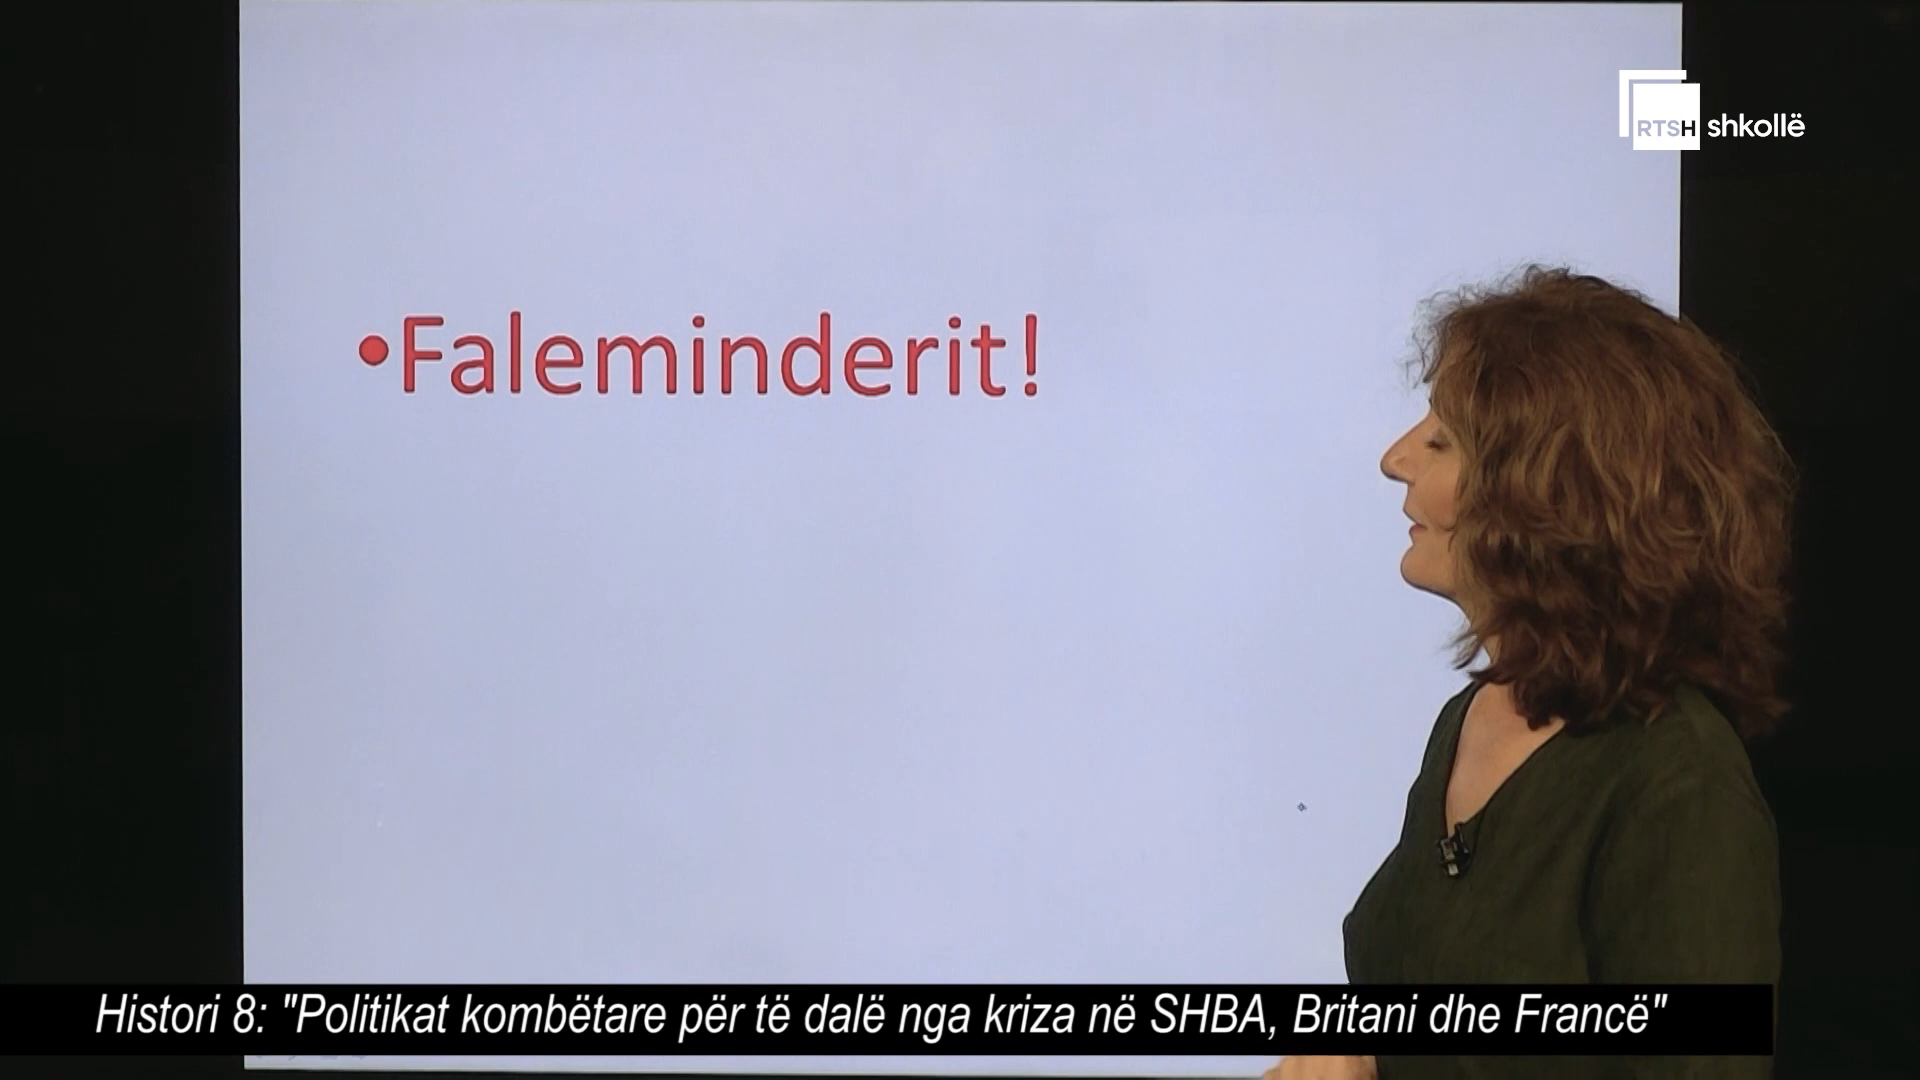 RTSH shkollë
•Faleminderit!
Histori 8: "Politikat kombëtare për të dalë nga kriza në SHBA, Britani dhe Francë"